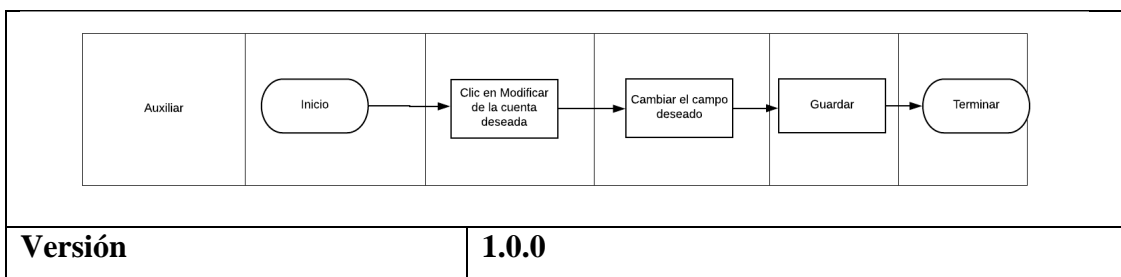 Auxiliar
Inicio
Clic en Modificar
de la cuenta
deseada
Cambiar el campo
deseado
Guardar
Terminar
Versión
1.0.0